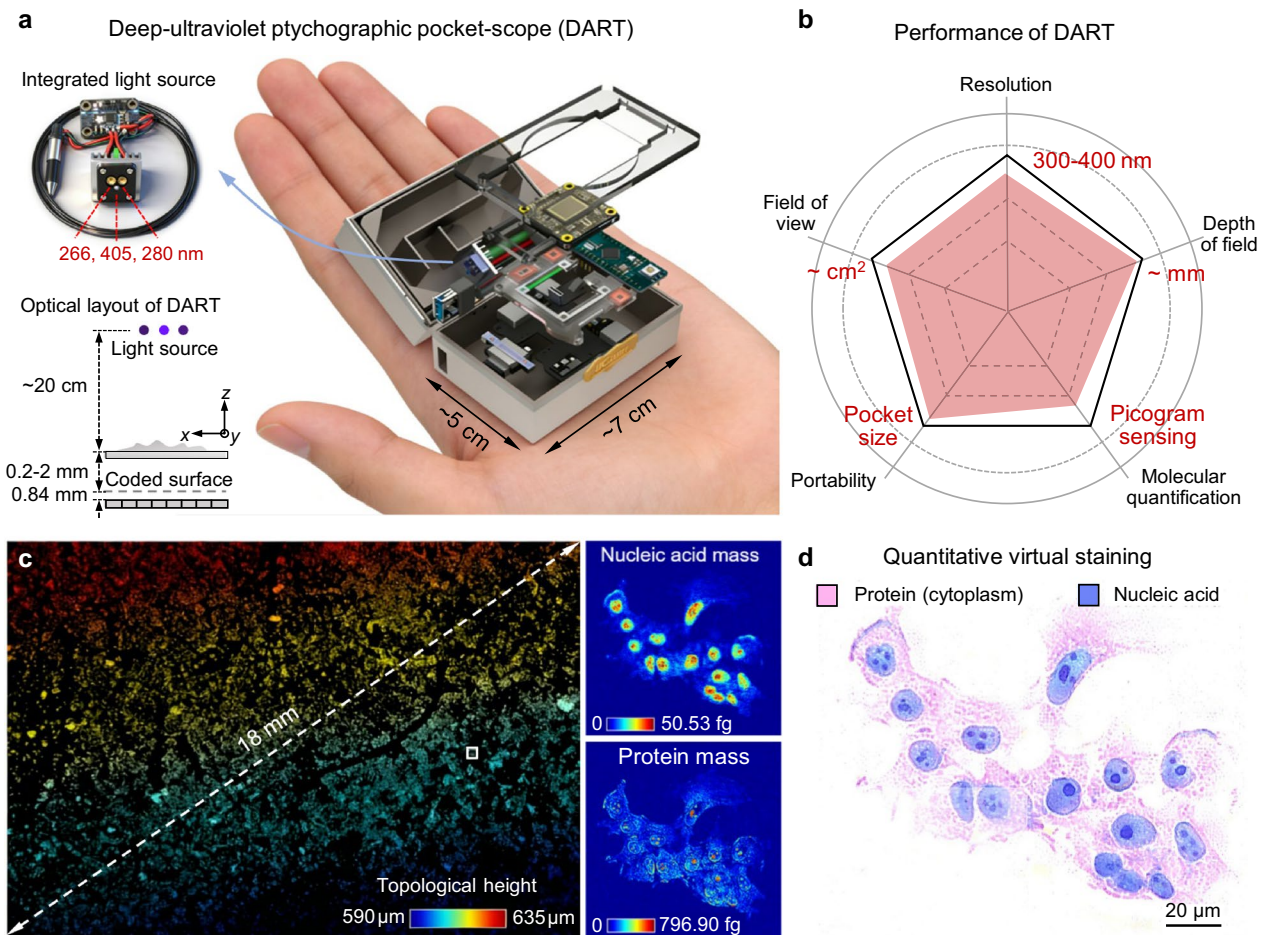 a
Deep-ultraviolet ptychographic pocket-scope (DART)
Integrated light source
266, 405, 280 nm
Optical layout of DART
Light source
~20 cm
z
x
y
0.2-2 mm
Coded surface
0.84 mm
~5 cm
~7 cm
b
Performance of DART
Resolution
300-400 nm
Field of
view
Depth
of field
~ cm²
~ mm
Pocket
size
Picogram
sensing
Portability
Molecular
quantification
c
18 mm
Topological height
590 µm
635 µm
Nucleic acid mass
0
50.53 fg
Protein mass
0
796.90 fg
d
Quantitative virtual staining
Protein (cytoplasm)
Nucleic acid
20 µm